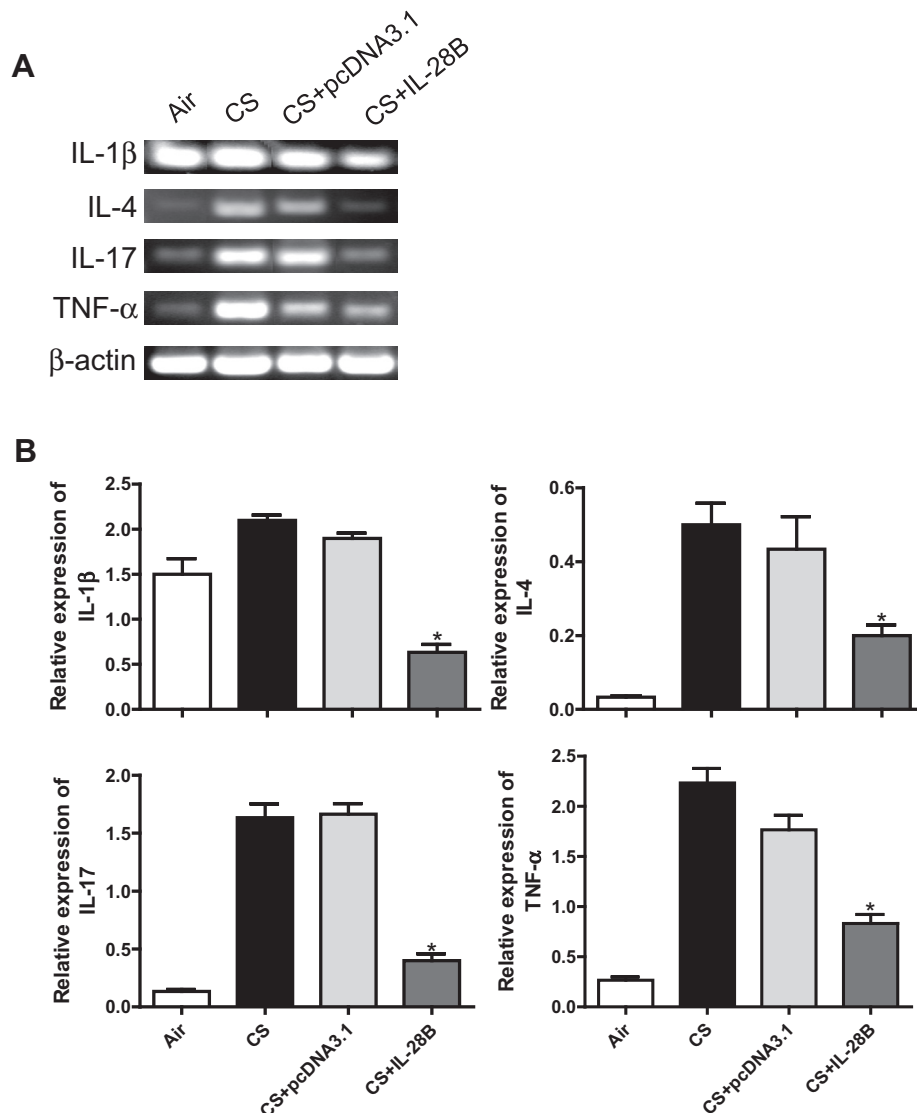 A
Air
CS
CS+pcDNA3.1
CS+IL-28B
IL-1β
IL-4
IL-17
TNF-α
β-actin
B
Relative expression of
IL-1β
2.5
2.0
1.5
1.0
0.5
0.0
*
Relative expression of
IL-4
0.6
0.4
0.2
0.0
*
Relative expression of
IL-17
2.0
1.5
1.0
0.5
0.0
*
Air
CS
CS+pcDNA3.1
CS+IL-28B
Relative expression of
TNF-α
2.5
2.0
1.5
1.0
0.5
0.0
*
Air
CS
CS+pcDNA3.1
CS+IL-28B